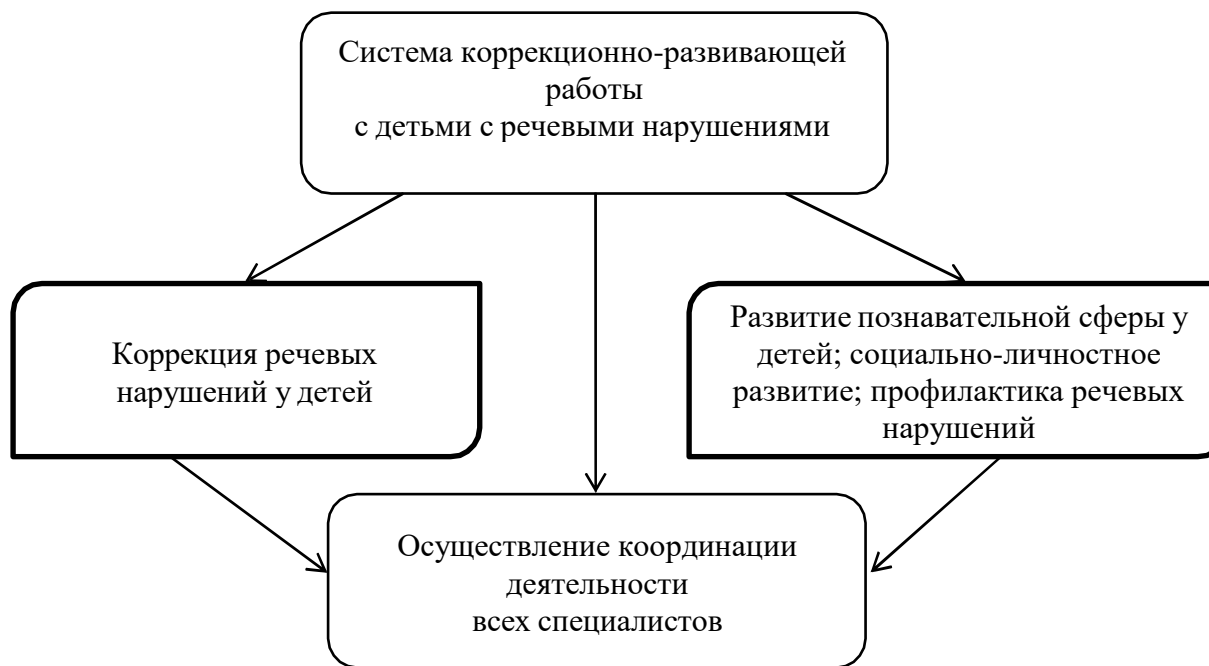 Система коррекционно-развивающей
работы
с детьми с речевыми нарушениями
Коррекция речевых
нарушений у детей
Развитие познавательной сферы у
детей; социально-личностное
развитие; профилактика речевых
нарушений
Осуществление координации
деятельности
всех специалистов